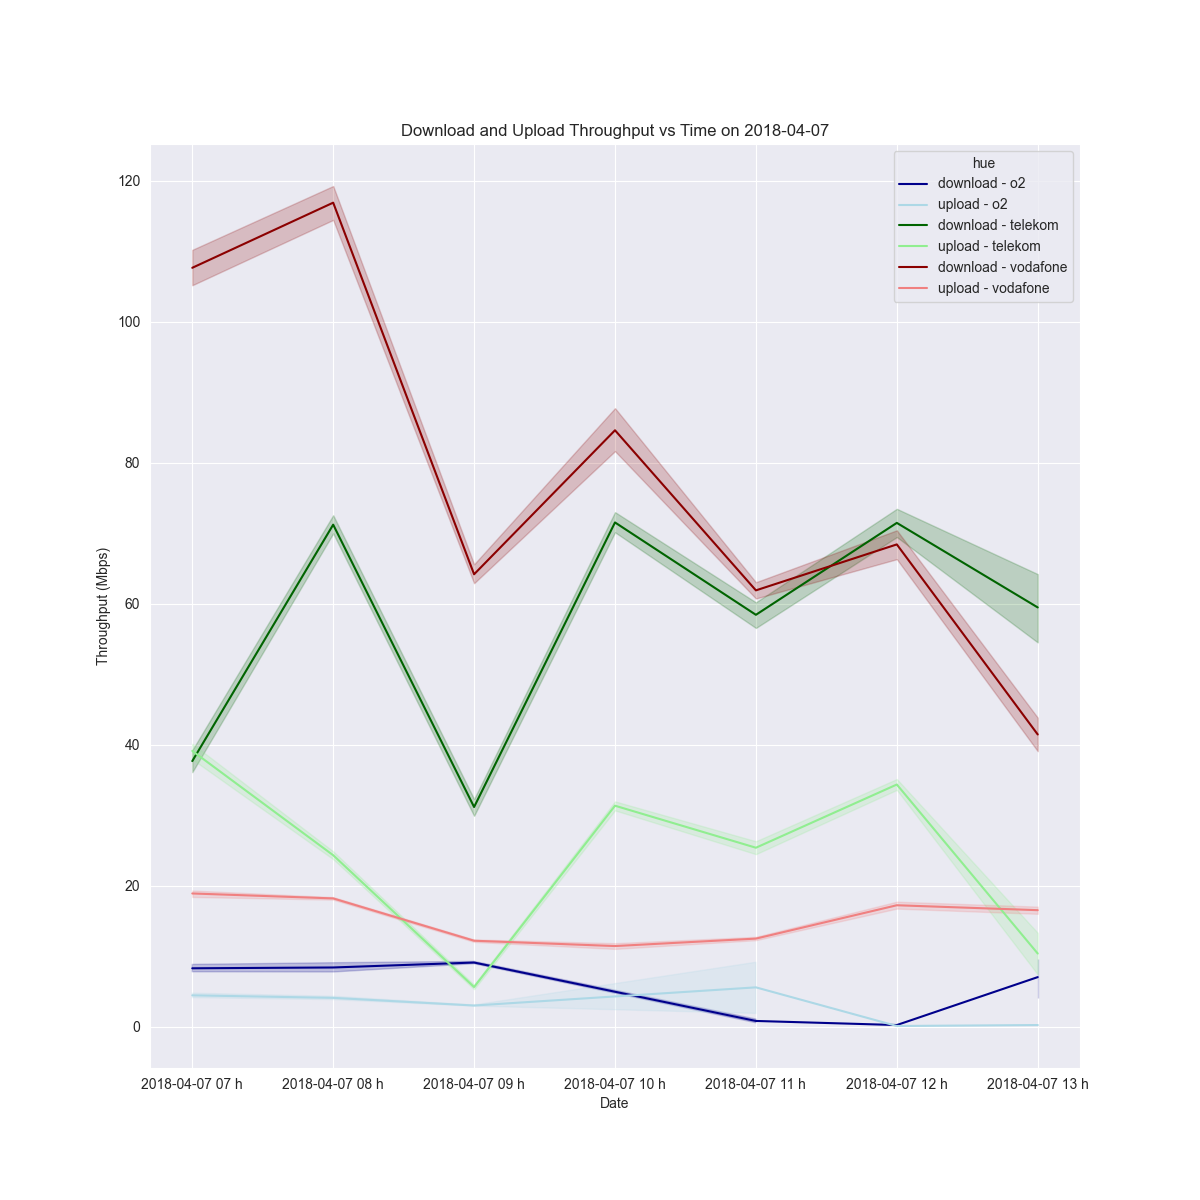 Download and Upload Throughput vs Time on 2018-04-07
hue
download - o2
upload - o2
download - telekom
upload - telekom
download - vodafone
upload - vodafone
120
100
80
60
40
20
0
Throughput (Mbps)
2018-04-07 07 h 2018-04-07 08 h 2018-04-07 09 h 2018-04-07 10 h 2018-04-07 11 h 2018-04-07 12 h 2018-04-07 13 h
Date